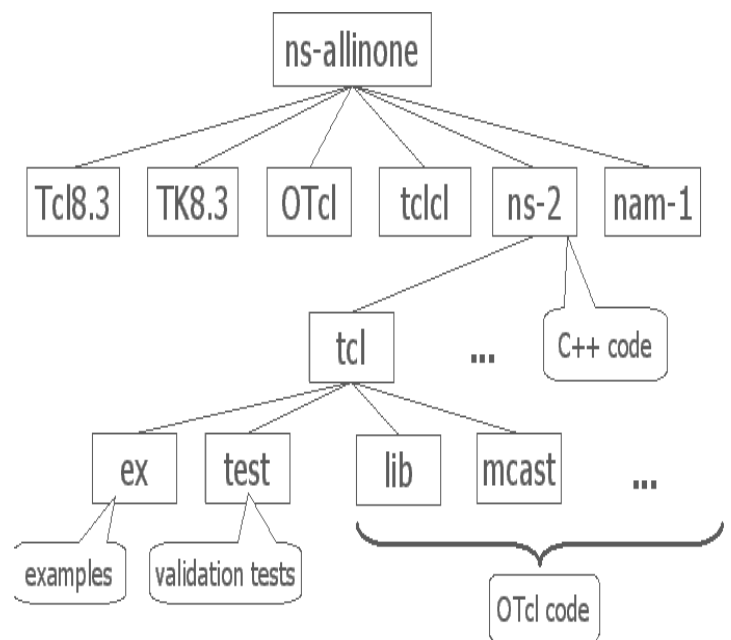 ns-allinone
Tcl8.3 TK8.3 OTcl tclcl ns-2 nam-1
tcl ... C++ code
ex test lib mcast ...
examples validation tests
OTcl code